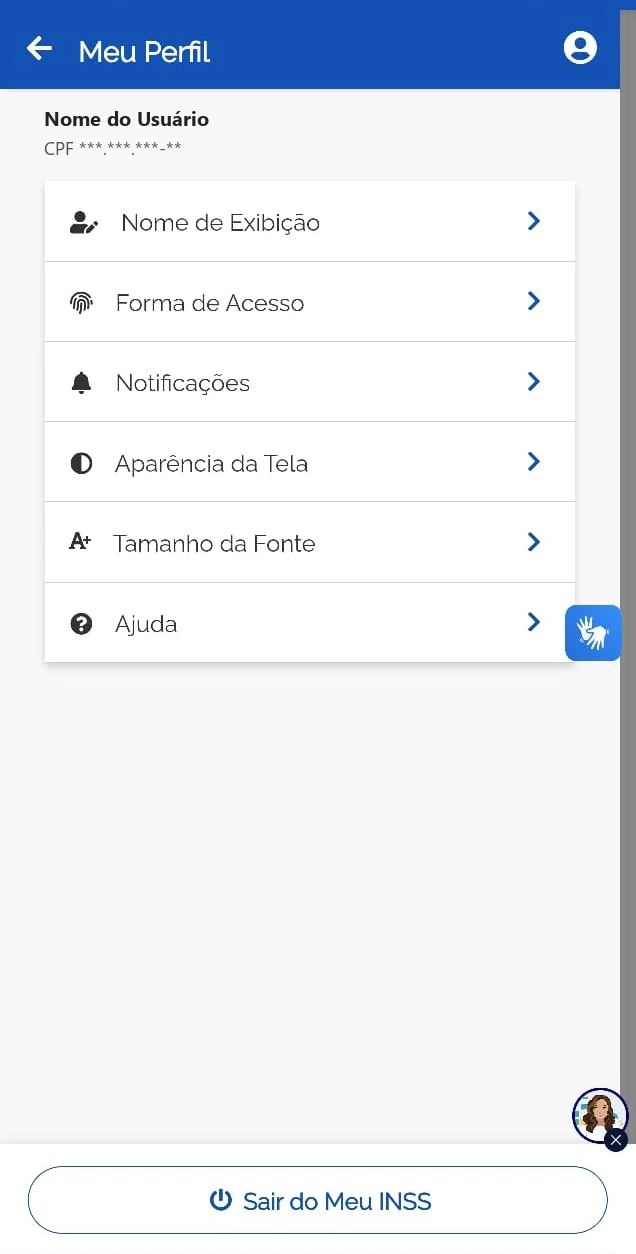 Meu Perfil
Nome do Usuário
CPF ***.***.***-**
Nome de Exibição
Forma de Acesso
Notificações
Aparência da Tela
A+ Tamanho da Fonte
Ajuda
Sair do Meu INSS